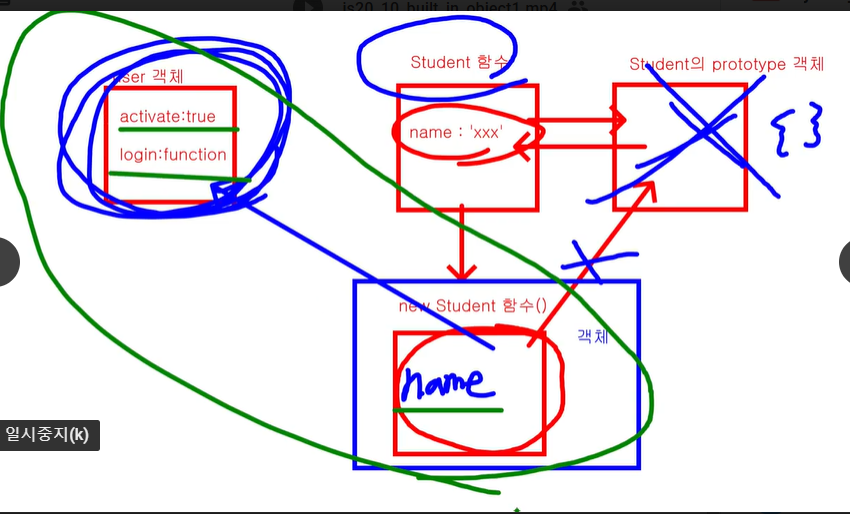 js20_10_built_in_object1.mp4
user 객체
activate:true
login:function
Student 함수
name : 'xxx'
Student의 prototype 객체
{ }
new Student 함수()
객체
name
일시중지(k)